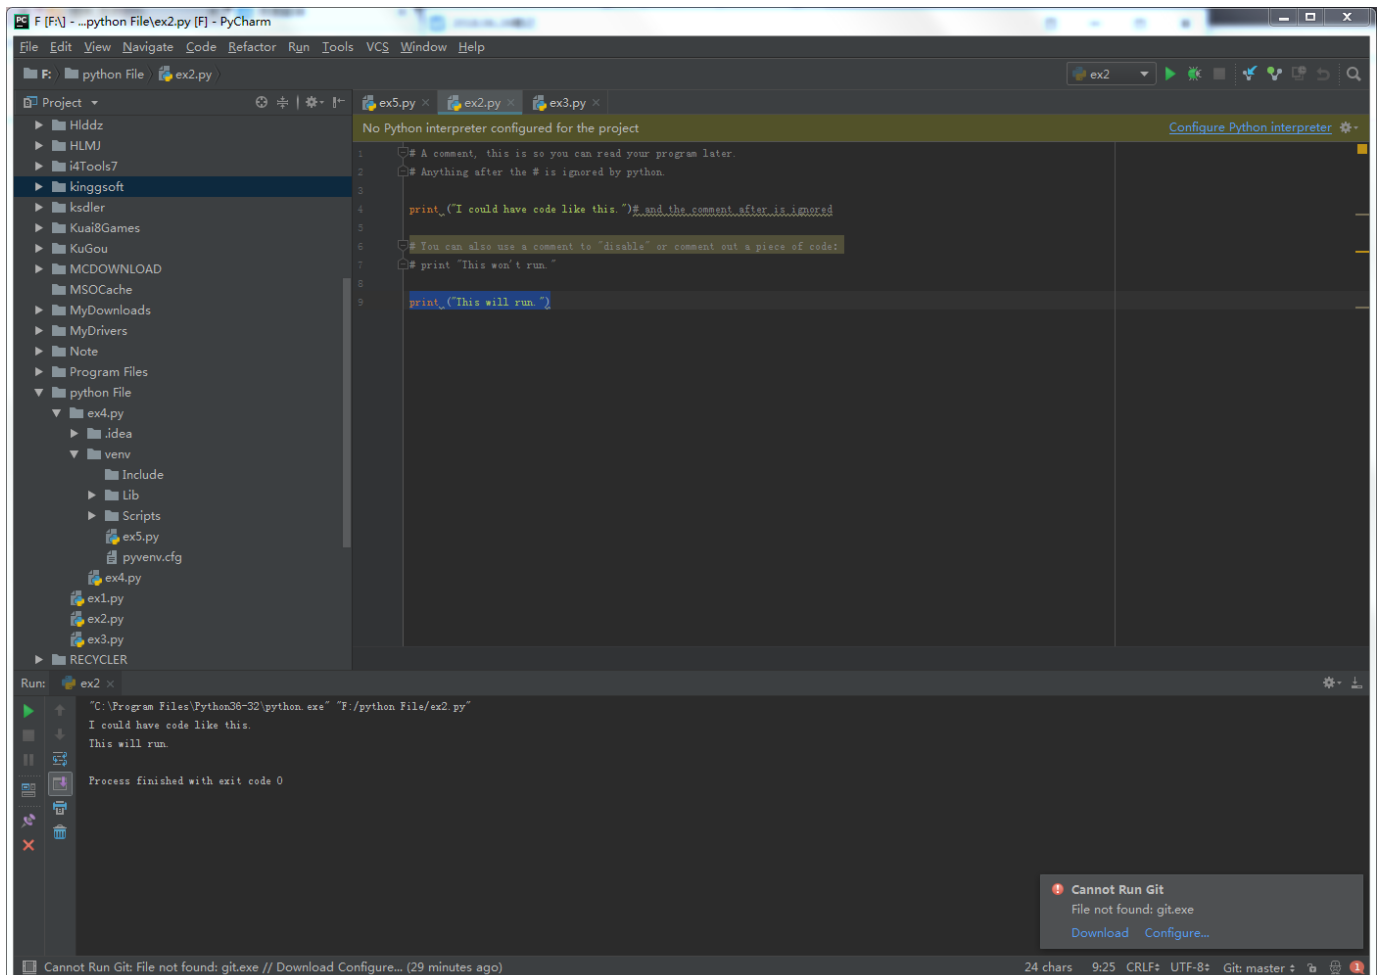 F [F:\] - ...python File\ex2.py [F] - PyCharm
File Edit View Navigate Code Refactor Run Tools VCS Window Help
F: python File ex2.py
ex2
Project
ex5.py ex2.py ex3.py
No Python interpreter configured for the project
Configure Python interpreter
Hlddz
HLMJ
i4Tools7
kinggsoft
ksdler
Kuai8Games
KuGou
MCDOWNLOAD
MSOCache
MyDownloads
MyDrivers
Note
Program Files
python File
ex4.py
.idea
venv
Include
Lib
Scripts
ex5.py
pyvenv.cfg
ex4.py
ex1.py
ex2.py
ex3.py
RECYCLER
1 # A comment, this is so you can read your program later.
2 # Anything after the # is ignored by python.
3
4 print ("I could have code like this.")# and the comment after is ignored
5
6 # You can also use a comment to "disable" or comment out a piece of code:
7 # print "This won't run."
8
9 print ("This will run.")
Run: ex2
"C:\Program Files\Python36-32\python.exe" "F:/python File/ex2.py"
I could have code like this.
This will run.
Process finished with exit code 0
Cannot Run Git
File not found: git.exe
Download Configure...
Cannot Run Git: File not found: git.exe // Download Configure... (29 minutes ago)
24 chars 9:25 CRLF UTF-8 Git: master 1